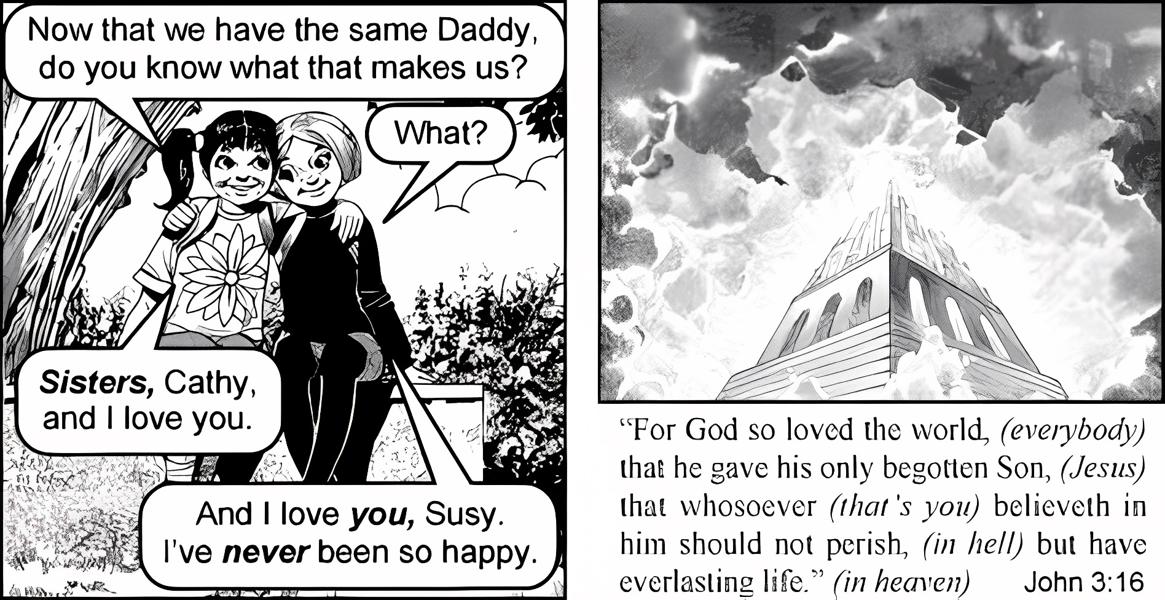 Now that we have the same Daddy,
do you know what that makes us?
What?
Sisters, Cathy,
and I love you.
And I love you, Susy.
I've never been so happy.
“For God so loved the world, (everybody)
that he gave his only begotten Son, (Jesus)
that whosoever (that's you) believeth in
him should not perish, (in hell) but have
everlasting life.” (in heaven) John 3:16